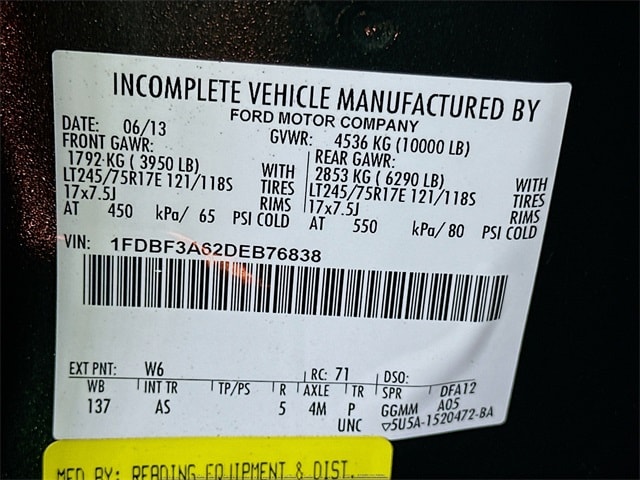 INCOMPLETE VEHICLE MANUFACTURED BY
FORD MOTOR COMPANY
DATE: 06/13 GVWR: 4536 KG (10000 LB)
FRONT GAWR: REAR GAWR:
1792 KG ( 3950 LB) WITH 2853 KG ( 6290 LB) WITH
LT245/75R17E 121/118S TIRES LT245/75R17E 121/118S TIRES
17x7.5J RIMS 17x7.5J RIMS
AT 450 kPa/ 65 PSI COLD AT 550 kPa/ 80 PSI COLD
VIN: 1FDBF3A62DEB76838
EXT PNT: W6 RC: 71 DSO:
WB INT TR TP/PS R AXLE TR SPR DFA12
137 AS 5 4M P GGMM A05
UNC ▽5U5A-1520472-BA
MFD BY: READING EQUIPMENT & DIST.